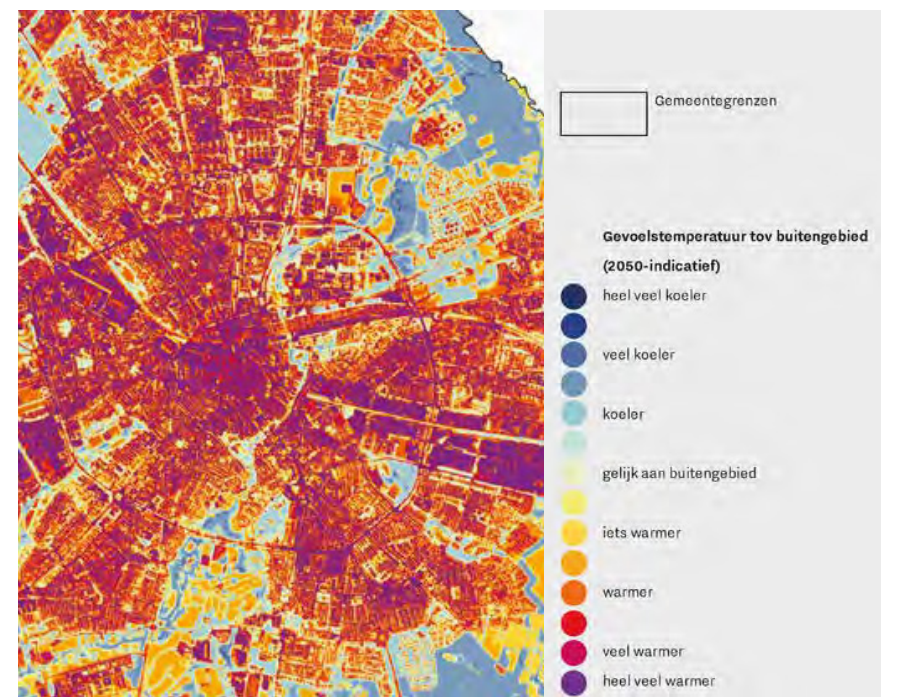 Gemeentegrenzen
Gevoelstemperatuur tov buitengebied
(2050-indicatief)
heel veel koeler
veel koeler
koeler
gelijk aan buitengebied
iets warmer
warmer
veel warmer
heel veel warmer